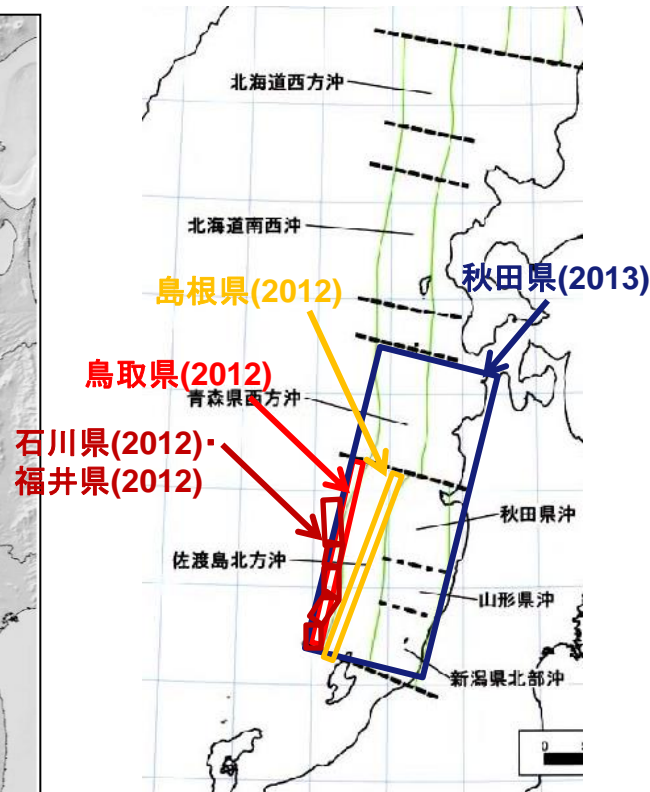 北海道西方沖
北海道南西沖
秋田県(2013)
島根県(2012)
鳥取県(2012)
青森県西方沖
石川県(2012)・
福井県(2012)
秋田県沖
佐渡島北方沖
山形県沖
新潟県北部沖
0